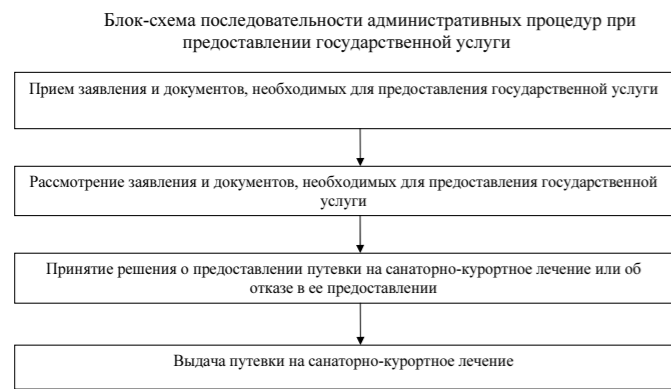 Блок-схема последовательности административных процедур при
предоставлении государственной услуги
Прием заявления и документов, необходимых для предоставления государственной услуги
Рассмотрение заявления и документов, необходимых для предоставления государственной
услуги
Принятие решения о предоставлении путевки на санаторно-курортное лечение или об
отказе в ее предоставлении
Выдача путевки на санаторно-курортное лечение